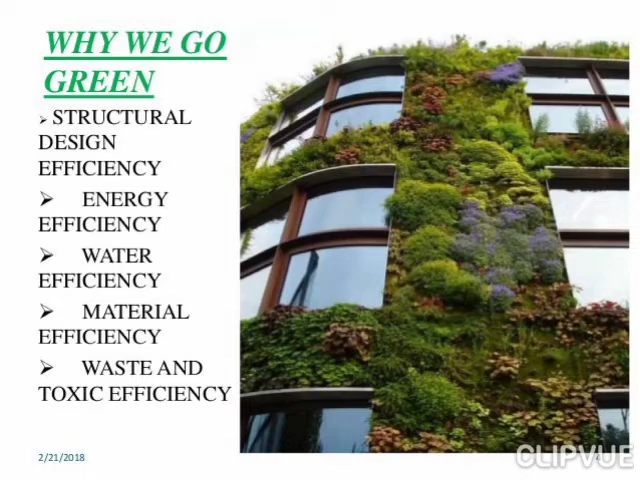 WHY WE GO
GREEN
➢ STRUCTURAL
DESIGN
EFFICIENCY
➢ ENERGY
EFFICIENCY
➢ WATER
EFFICIENCY
➢ MATERIAL
EFFICIENCY
➢ WASTE AND
TOXIC EFFICIENCY
2/21/2018
CLIPVUE